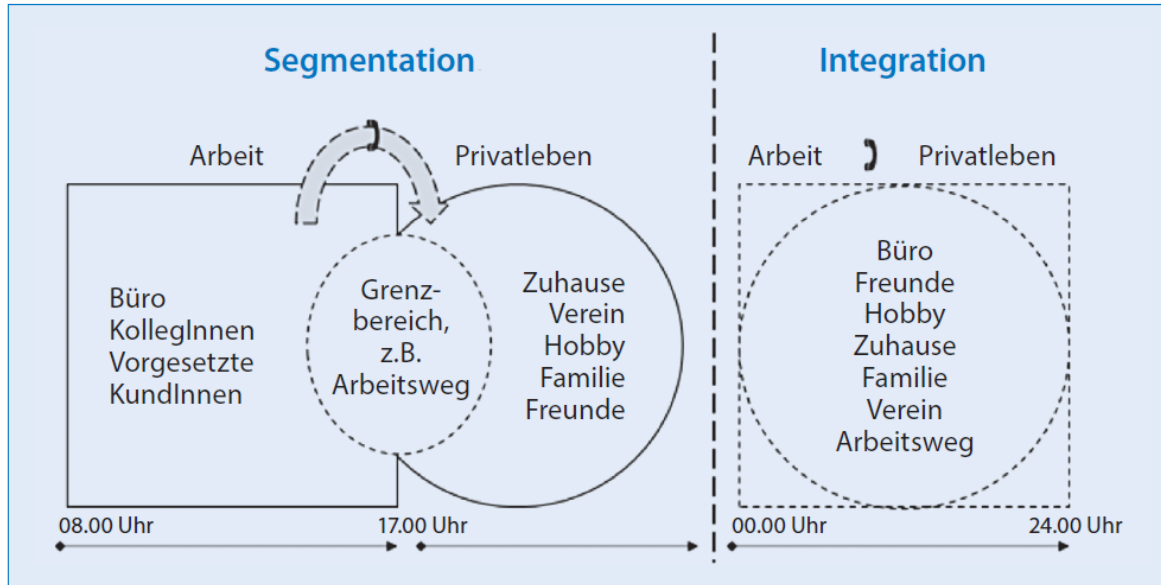 Segmentation
Arbeit
Privatleben
Büro
KollegInnen
Vorgesetzte
KundInnen
Grenz-
bereich,
z.B.
Arbeitsweg
Zuhause
Verein
Hobby
Familie
Freunde
08.00 Uhr
17.00 Uhr
Integration
Arbeit
Privatleben
Büro
Freunde
Hobby
Zuhause
Familie
Verein
Arbeitsweg
00.00 Uhr
24.00 Uhr